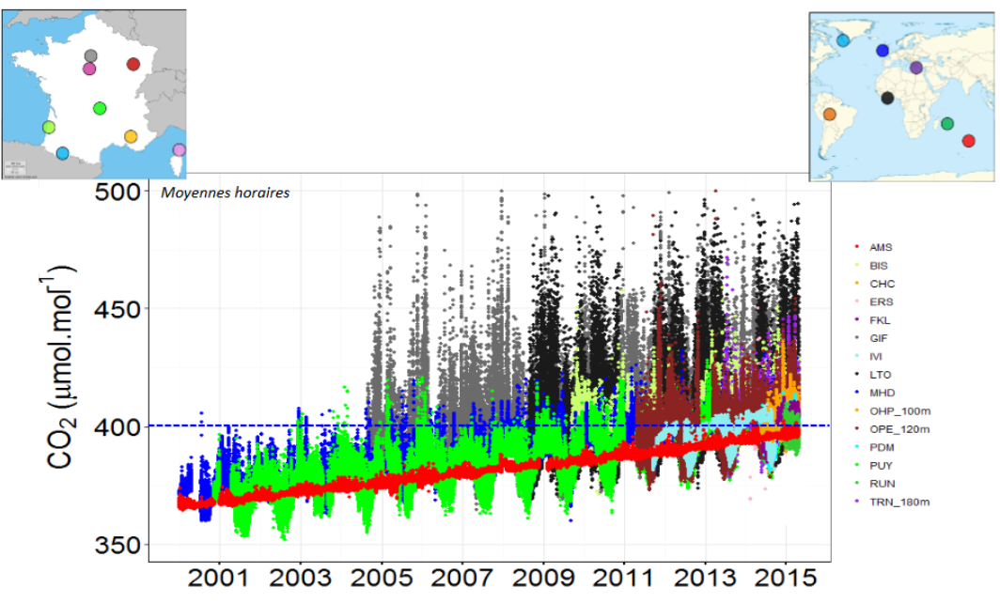 500
Moyennes horaires
450
400
350
CO2 (μmol.mol-1)
2001 2003 2005 2007 2009 2011 2013 2015
AMS
BIS
CHC
ERS
FKL
GIF
IVI
LTO
MHD
OHP_100m
OPE_120m
PDM
PUY
RUN
TRN_180m